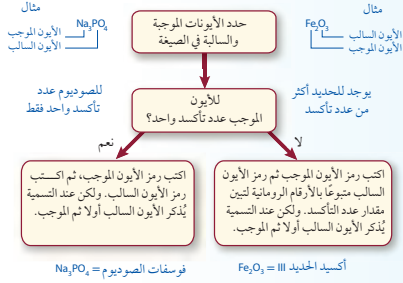 مثال
Fe₂O₃
الأيون السالب
الأيون الموجب
مثال
Na₃PO₄
الأيون الموجب
الأيون السالب
حدد الأيونات الموجبة
والسالبة في الصيغة
يوجد للحديد أكثر
من عدد تأكسد
للأيون
الموجب عدد تأكسد واحد؟
للصوديوم عدد
تأكسد واحد فقط
لا
نعم
اكتب رمز الأيون الموجب ثم رمز الأيون
السالب متبوعًا بالأرقام الرومانية لتبين
مقدار عدد التأكسد. ولكن عند التسمية
يُذكر الأيون السالب أولا ثم الموجب.
اكتب رمز الأيون الموجب، ثم اكتب
رمز الأيون السالب. ولكن عند التسمية
يُذكر الأيون السالب أولا ثم الموجب.
أكسيد الحديد III = Fe₂O₃
فوسفات الصوديوم = Na₃PO₄